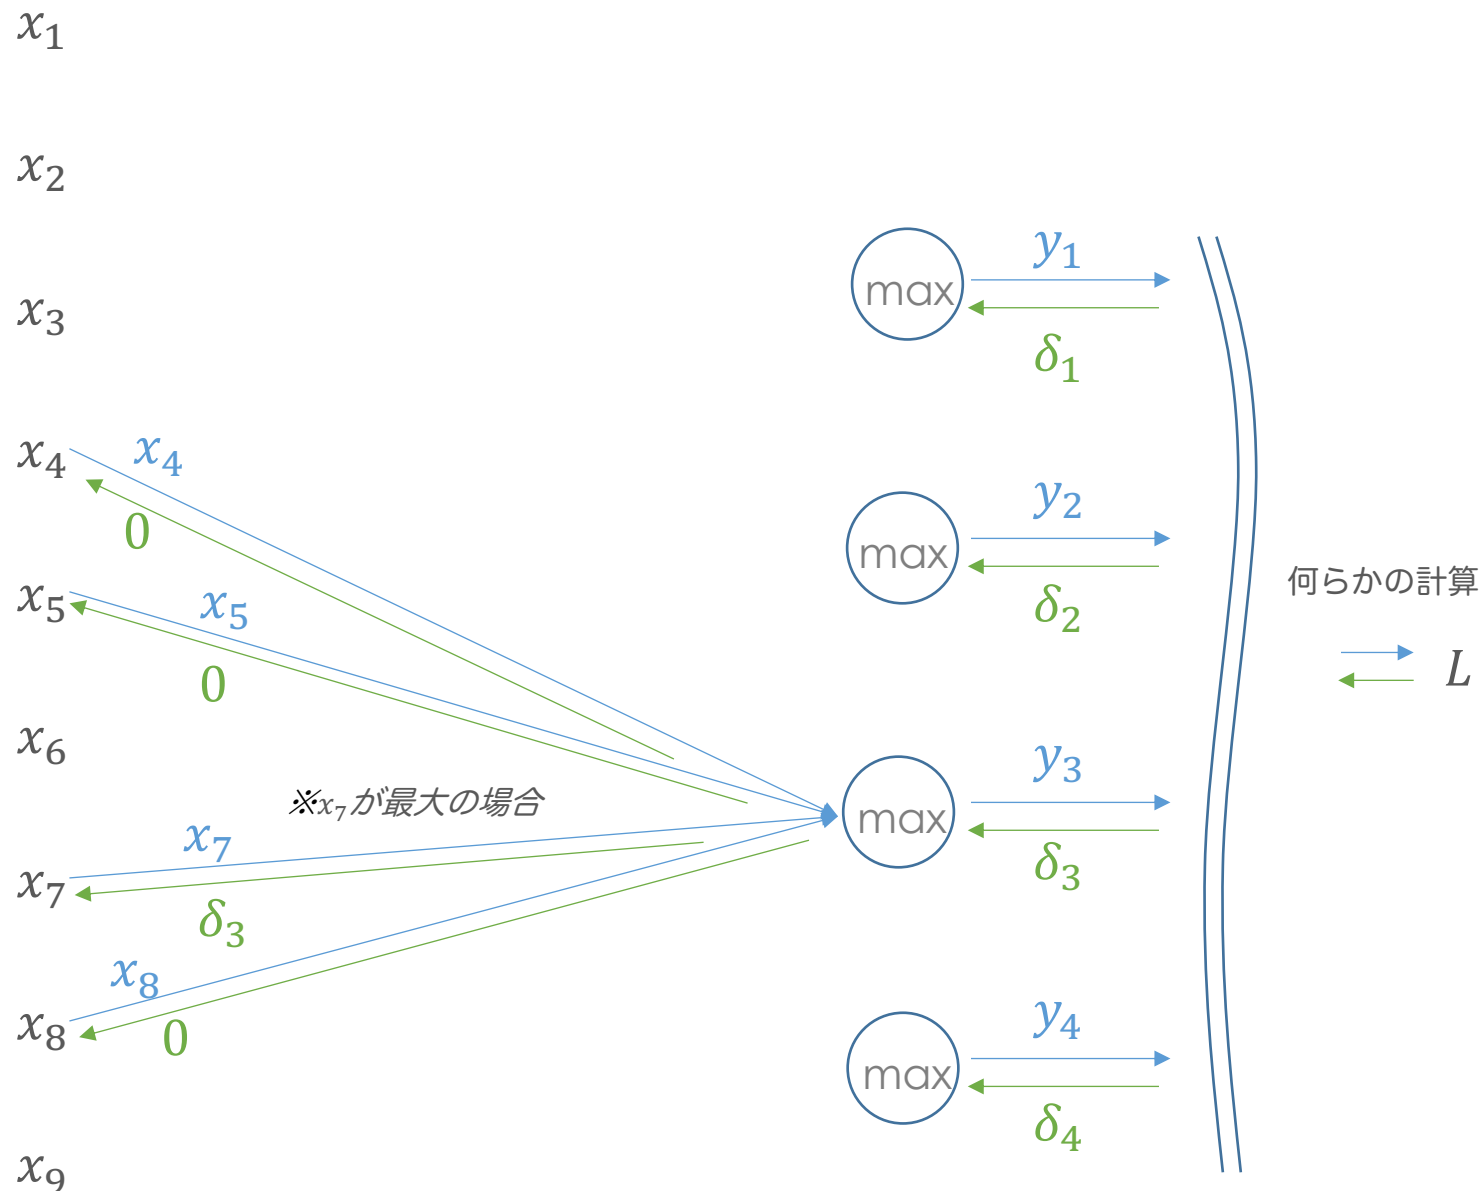 x₁
x₂
x₃
x₄
x₅
x₆
x₇
x₈
x₉
x₄
0
x₅
0
※x₇が最大の場合
x₇
δ₃
x₈
0
max
y₁
δ₁
max
y₂
δ₂
max
y₃
δ₃
max
y₄
δ₄
何らかの計算
L